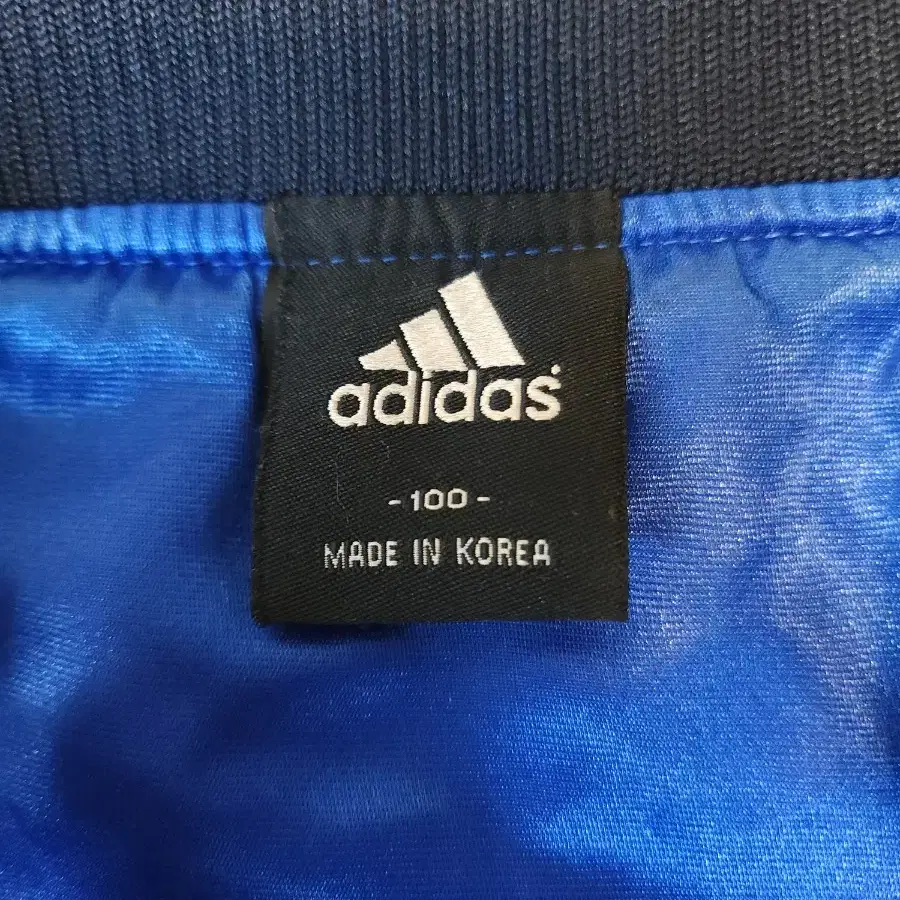 adidas
- 100 -
MADE IN KOREA